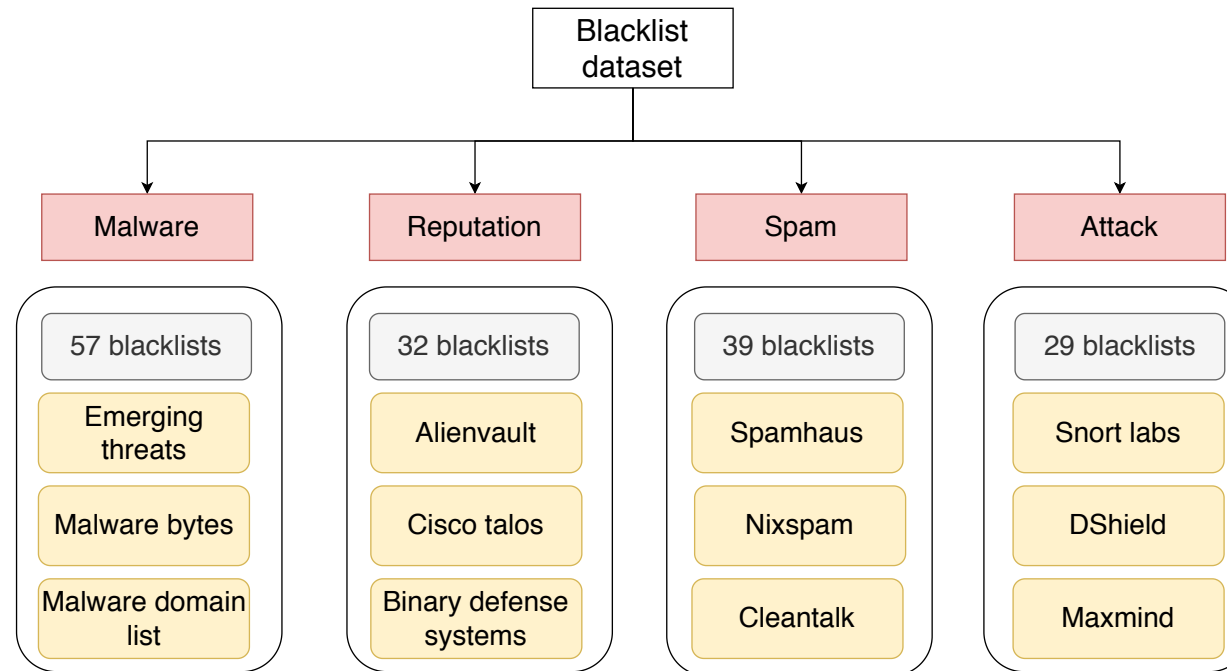 Blacklist
dataset
Malware
Reputation
Spam
Attack
57 blacklists
32 blacklists
39 blacklists
29 blacklists
Emerging
threats
Alienvault
Spamhaus
Snort labs
Malware bytes
Cisco talos
Nixspam
DShield
Malware domain
list
Binary defense
systems
Cleantalk
Maxmind